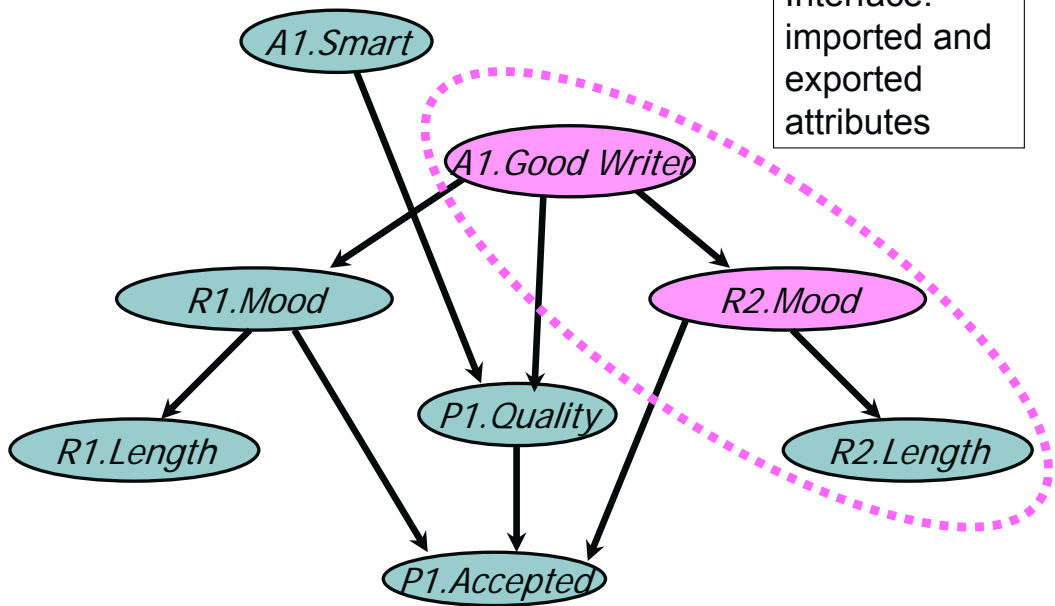 Interface:
imported and
exported
attributes
A1.Smart
A1.Good Writer
R1.Mood
R2.Mood
P1.Quality
R1.Length
R2.Length
P1.Accepted